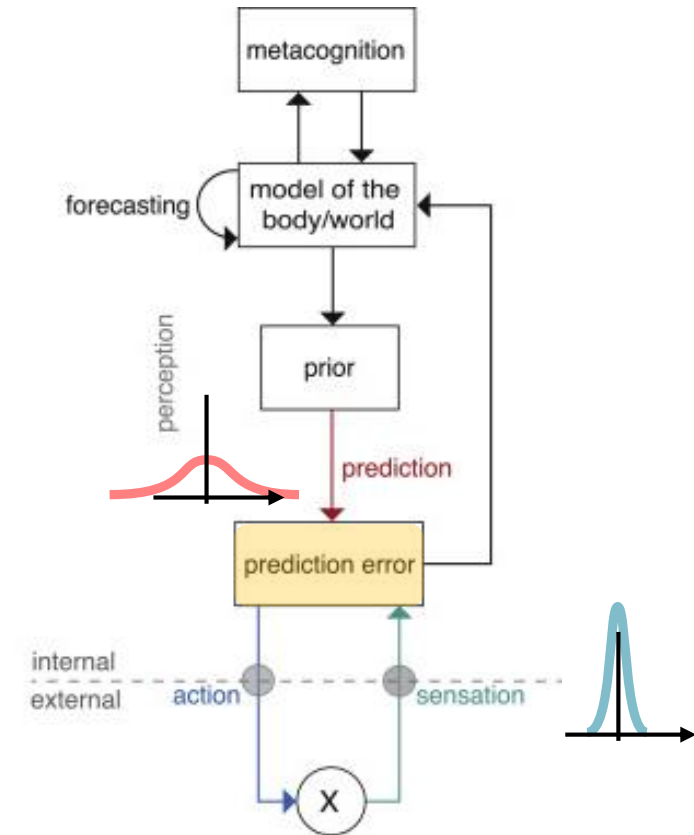 metacognition
forecasting
model of the
body/world
perception
prior
prediction
prediction error
internal
external
action
sensation
X